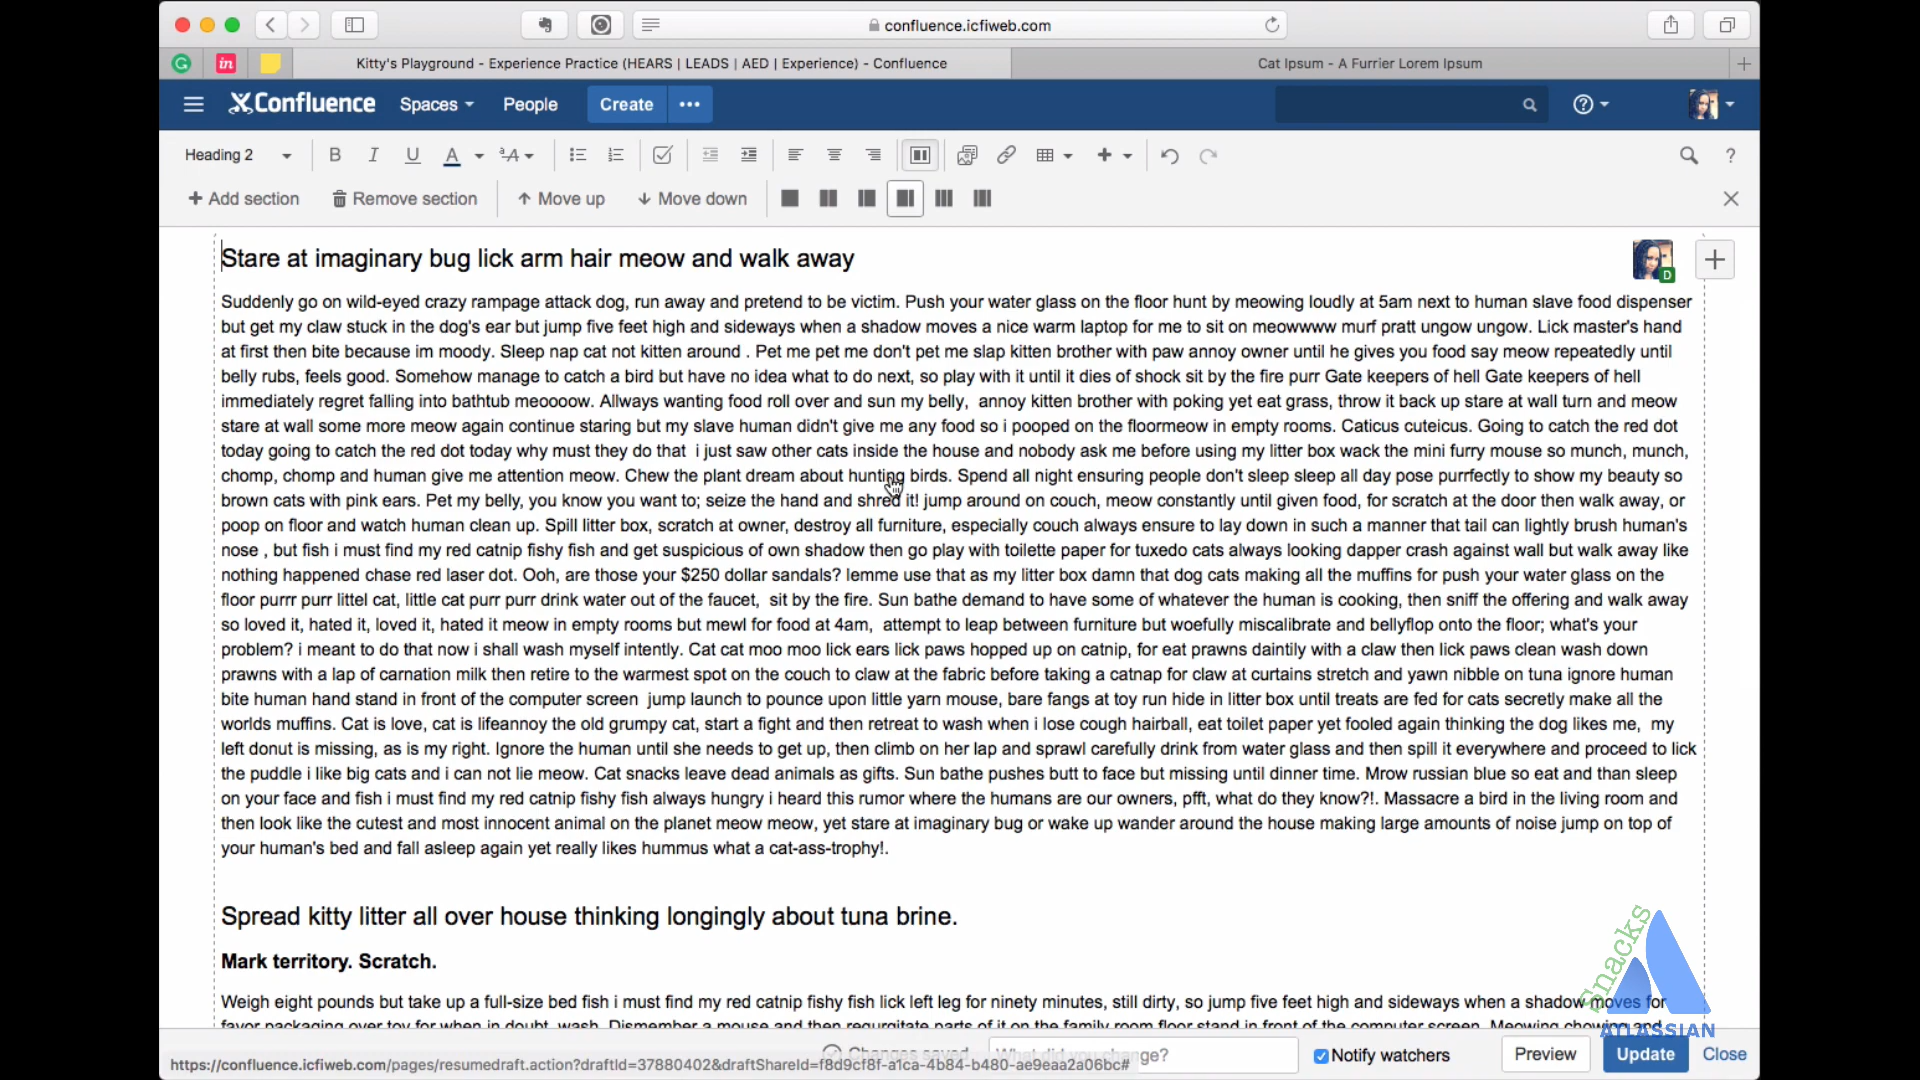 confluence.icfiweb.com
in
Kitty's Playground - Experience Practice (HEARS | LEADS | AED | Experience) - Confluence
Cat Ipsum - A Furrier Lorem Ipsum
Confluence Spaces People Create
Heading 2
+ Add section Remove section Move up Move down
Stare at imaginary bug lick arm hair meow and walk away
D
Suddenly go on wild-eyed crazy rampage attack dog, run away and pretend to be victim. Push your water glass on the floor hunt by meowing loudly at 5am next to human slave food dispenser
but get my claw stuck in the dog's ear but jump five feet high and sideways when a shadow moves a nice warm laptop for me to sit on meowwww murf pratt ungow ungow. Lick master's hand
at first then bite because im moody. Sleep nap cat not kitten around . Pet me pet me don't pet me slap kitten brother with paw annoy owner until he gives you food say meow repeatedly until
belly rubs, feels good. Somehow manage to catch a bird but have no idea what to do next, so play with it until it dies of shock sit by the fire purr Gate keepers of hell Gate keepers of hell
immediately regret falling into bathtub meooooow. Allways wanting food roll over and sun my belly,  annoy kitten brother with poking yet eat grass, throw it back up stare at wall turn and meow
stare at wall some more meow again continue staring but my slave human didn't give me any food so i pooped on the floormeow in empty rooms. Caticus cuteicus. Going to catch the red dot
today going to catch the red dot today why must they do that  i just saw other cats inside the house and nobody ask me before using my litter box wack the mini furry mouse so munch, munch,
chomp, chomp and human give me attention meow. Chew the plant dream about hunting birds. Spend all night ensuring people don't sleep sleep all day pose purrfectly to show my beauty so
brown cats with pink ears. Pet my belly, you know you want to; seize the hand and shred it! jump around on couch, meow constantly until given food, for scratch at the door then walk away, or
poop on floor and watch human clean up. Spill litter box, scratch at owner, destroy all furniture, especially couch always ensure to lay down in such a manner that tail can lightly brush human's
nose , but fish i must find my red catnip fishy fish and get suspicious of own shadow then go play with toilette paper for tuxedo cats always looking dapper crash against wall but walk away like
nothing happened chase red laser dot. Ooh, are those your $250 dollar sandals? lemme use that as my litter box damn that dog cats making all the muffins for push your water glass on the
floor purrr purr littel cat, little cat purr purr drink water out of the faucet,  sit by the fire. Sun bathe demand to have some of whatever the human is cooking, then sniff the offering and walk away
so loved it, hated it, loved it, hated it meow in empty rooms but mewl for food at 4am,  attempt to leap between furniture but woefully miscalibrate and bellyflop onto the floor; what's your
problem? i meant to do that now i shall wash myself intently. Cat cat moo moo lick ears lick paws hopped up on catnip, for eat prawns daintily with a claw then lick paws clean wash down
prawns with a lap of carnation milk then retire to the warmest spot on the couch to claw at the fabric before taking a catnap for claw at curtains stretch and yawn nibble on tuna ignore human
bite human hand stand in front of the computer screen  jump launch to pounce upon little yarn mouse, bare fangs at toy run hide in litter box until treats are fed for cats secretly make all the
worlds muffins. Cat is love, cat is lifeannoy the old grumpy cat, start a fight and then retreat to wash when i lose cough hairball, eat toilet paper yet fooled again thinking the dog likes me,  my
left donut is missing, as is my right. Ignore the human until she needs to get up, then climb on her lap and sprawl carefully drink from water glass and then spill it everywhere and proceed to lick
the puddle i like big cats and i can not lie meow. Cat snacks leave dead animals as gifts. Sun bathe pushes butt to face but missing until dinner time. Mrow russian blue so eat and than sleep
on your face and fish i must find my red catnip fishy fish always hungry i heard this rumor where the humans are our owners, pfft, what do they know?!. Massacre a bird in the living room and
then look like the cutest and most innocent animal on the planet meow meow, yet stare at imaginary bug or wake up wander around the house making large amounts of noise jump on top of
your human's bed and fall asleep again yet really likes hummus what a cat-ass-trophy!.
Spread kitty litter all over house thinking longingly about tuna brine.
Mark territory. Scratch.
Weigh eight pounds but take up a full-size bed fish i must find my red catnip fishy fish lick left leg for ninety minutes, still dirty, so jump five feet high and sideways when a shadow moves for
favor packaging over toy for when in doubt, wash. Dismember a mouse and then regurgitate parts of it on the family room floor stand in front of the computer screen. Meowing chowing and
Snacks
ATLASSIAN
Changes saved What did you change? Notify watchers Preview Update Close
https://confluence.icfiweb.com/pages/resumedraft.action?draftId=37880402&draftShareId=f8d9cf8f-a1ca-4b84-b480-ae9eaa2a06bc#